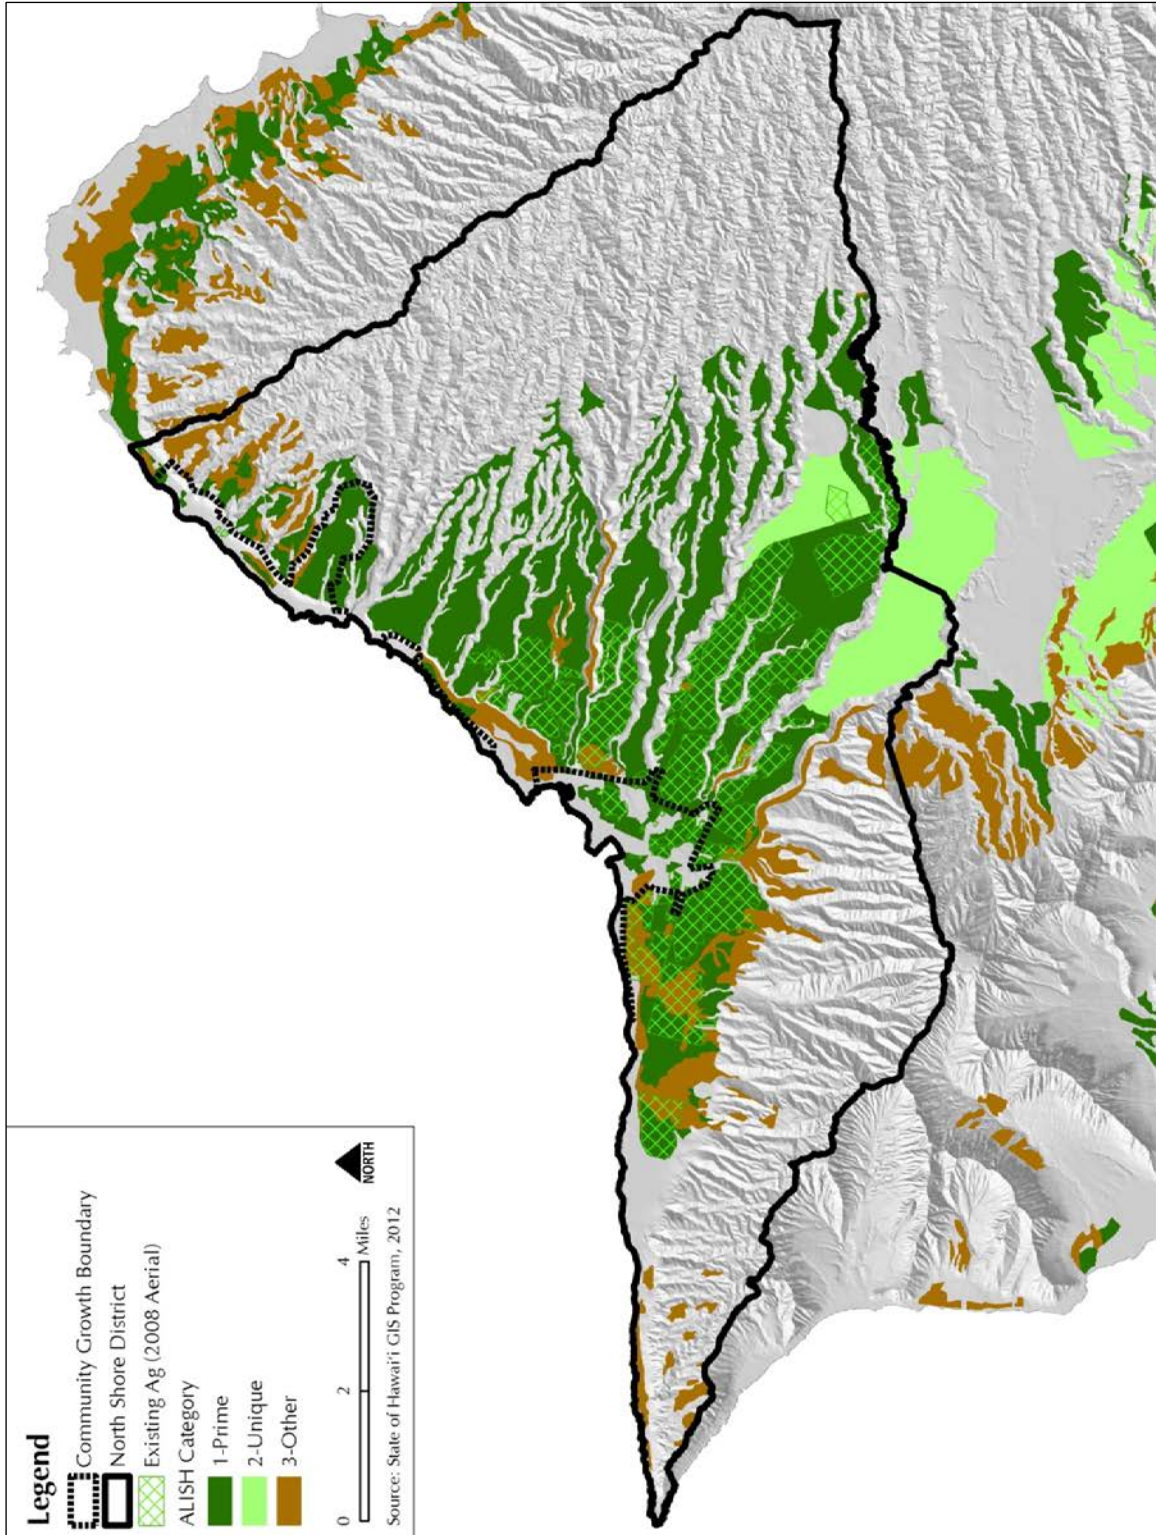 Legend
Community Growth Boundary
North Shore District
Existing Ag (2008 Aerial)
ALISH Category
1-Prime
2-Unique
3-Other
0 2 4 Miles
NORTH
Source: State of Hawai'i GIS Program, 2012